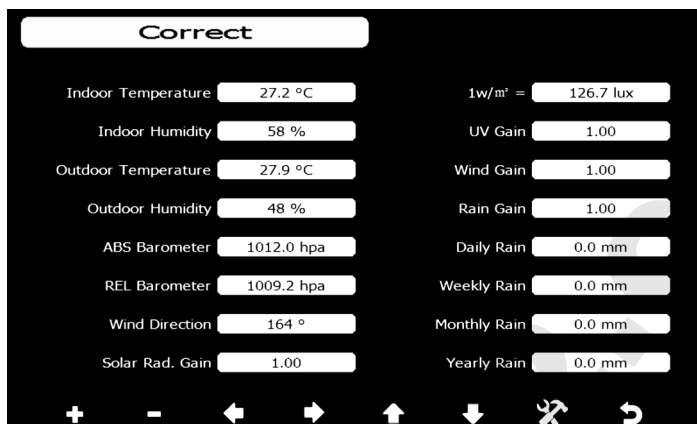 Correct
Indoor Temperature 27.2 °C
Indoor Humidity 58 %
Outdoor Temperature 27.9 °C
Outdoor Humidity 48 %
ABS Barometer 1012.0 hpa
REL Barometer 1009.2 hpa
Wind Direction 164 °
Solar Rad. Gain 1.00
1w/㎡ = 126.7 lux
UV Gain 1.00
Wind Gain 1.00
Rain Gain 1.00
Daily Rain 0.0 mm
Weekly Rain 0.0 mm
Monthly Rain 0.0 mm
Yearly Rain 0.0 mm